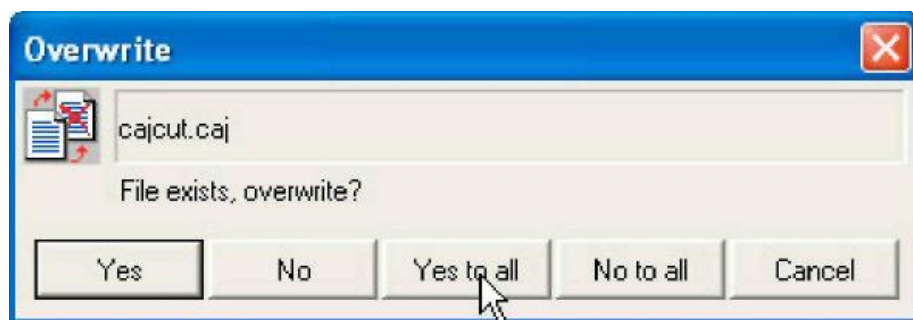 Overwrite
cajcut.caj
File exists, overwrite?
Yes No Yes to all No to all Cancel